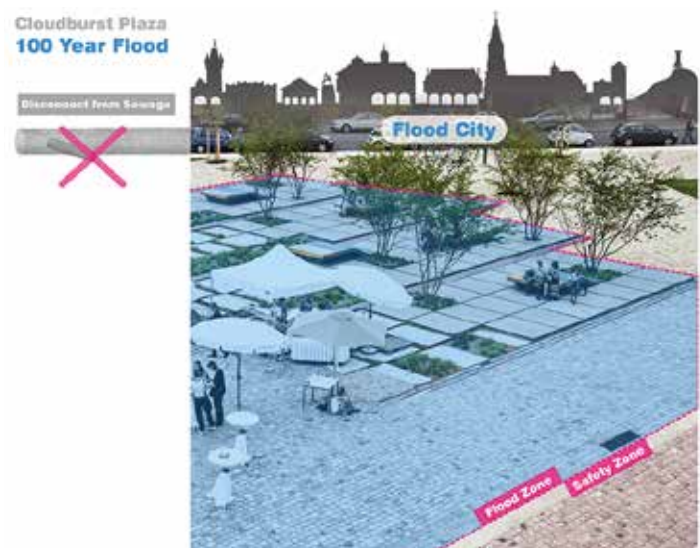 Cloudburst Plaza
100 Year Flood
Disconnect from Sewage
Flood City
Flood Zone
Safety Zone